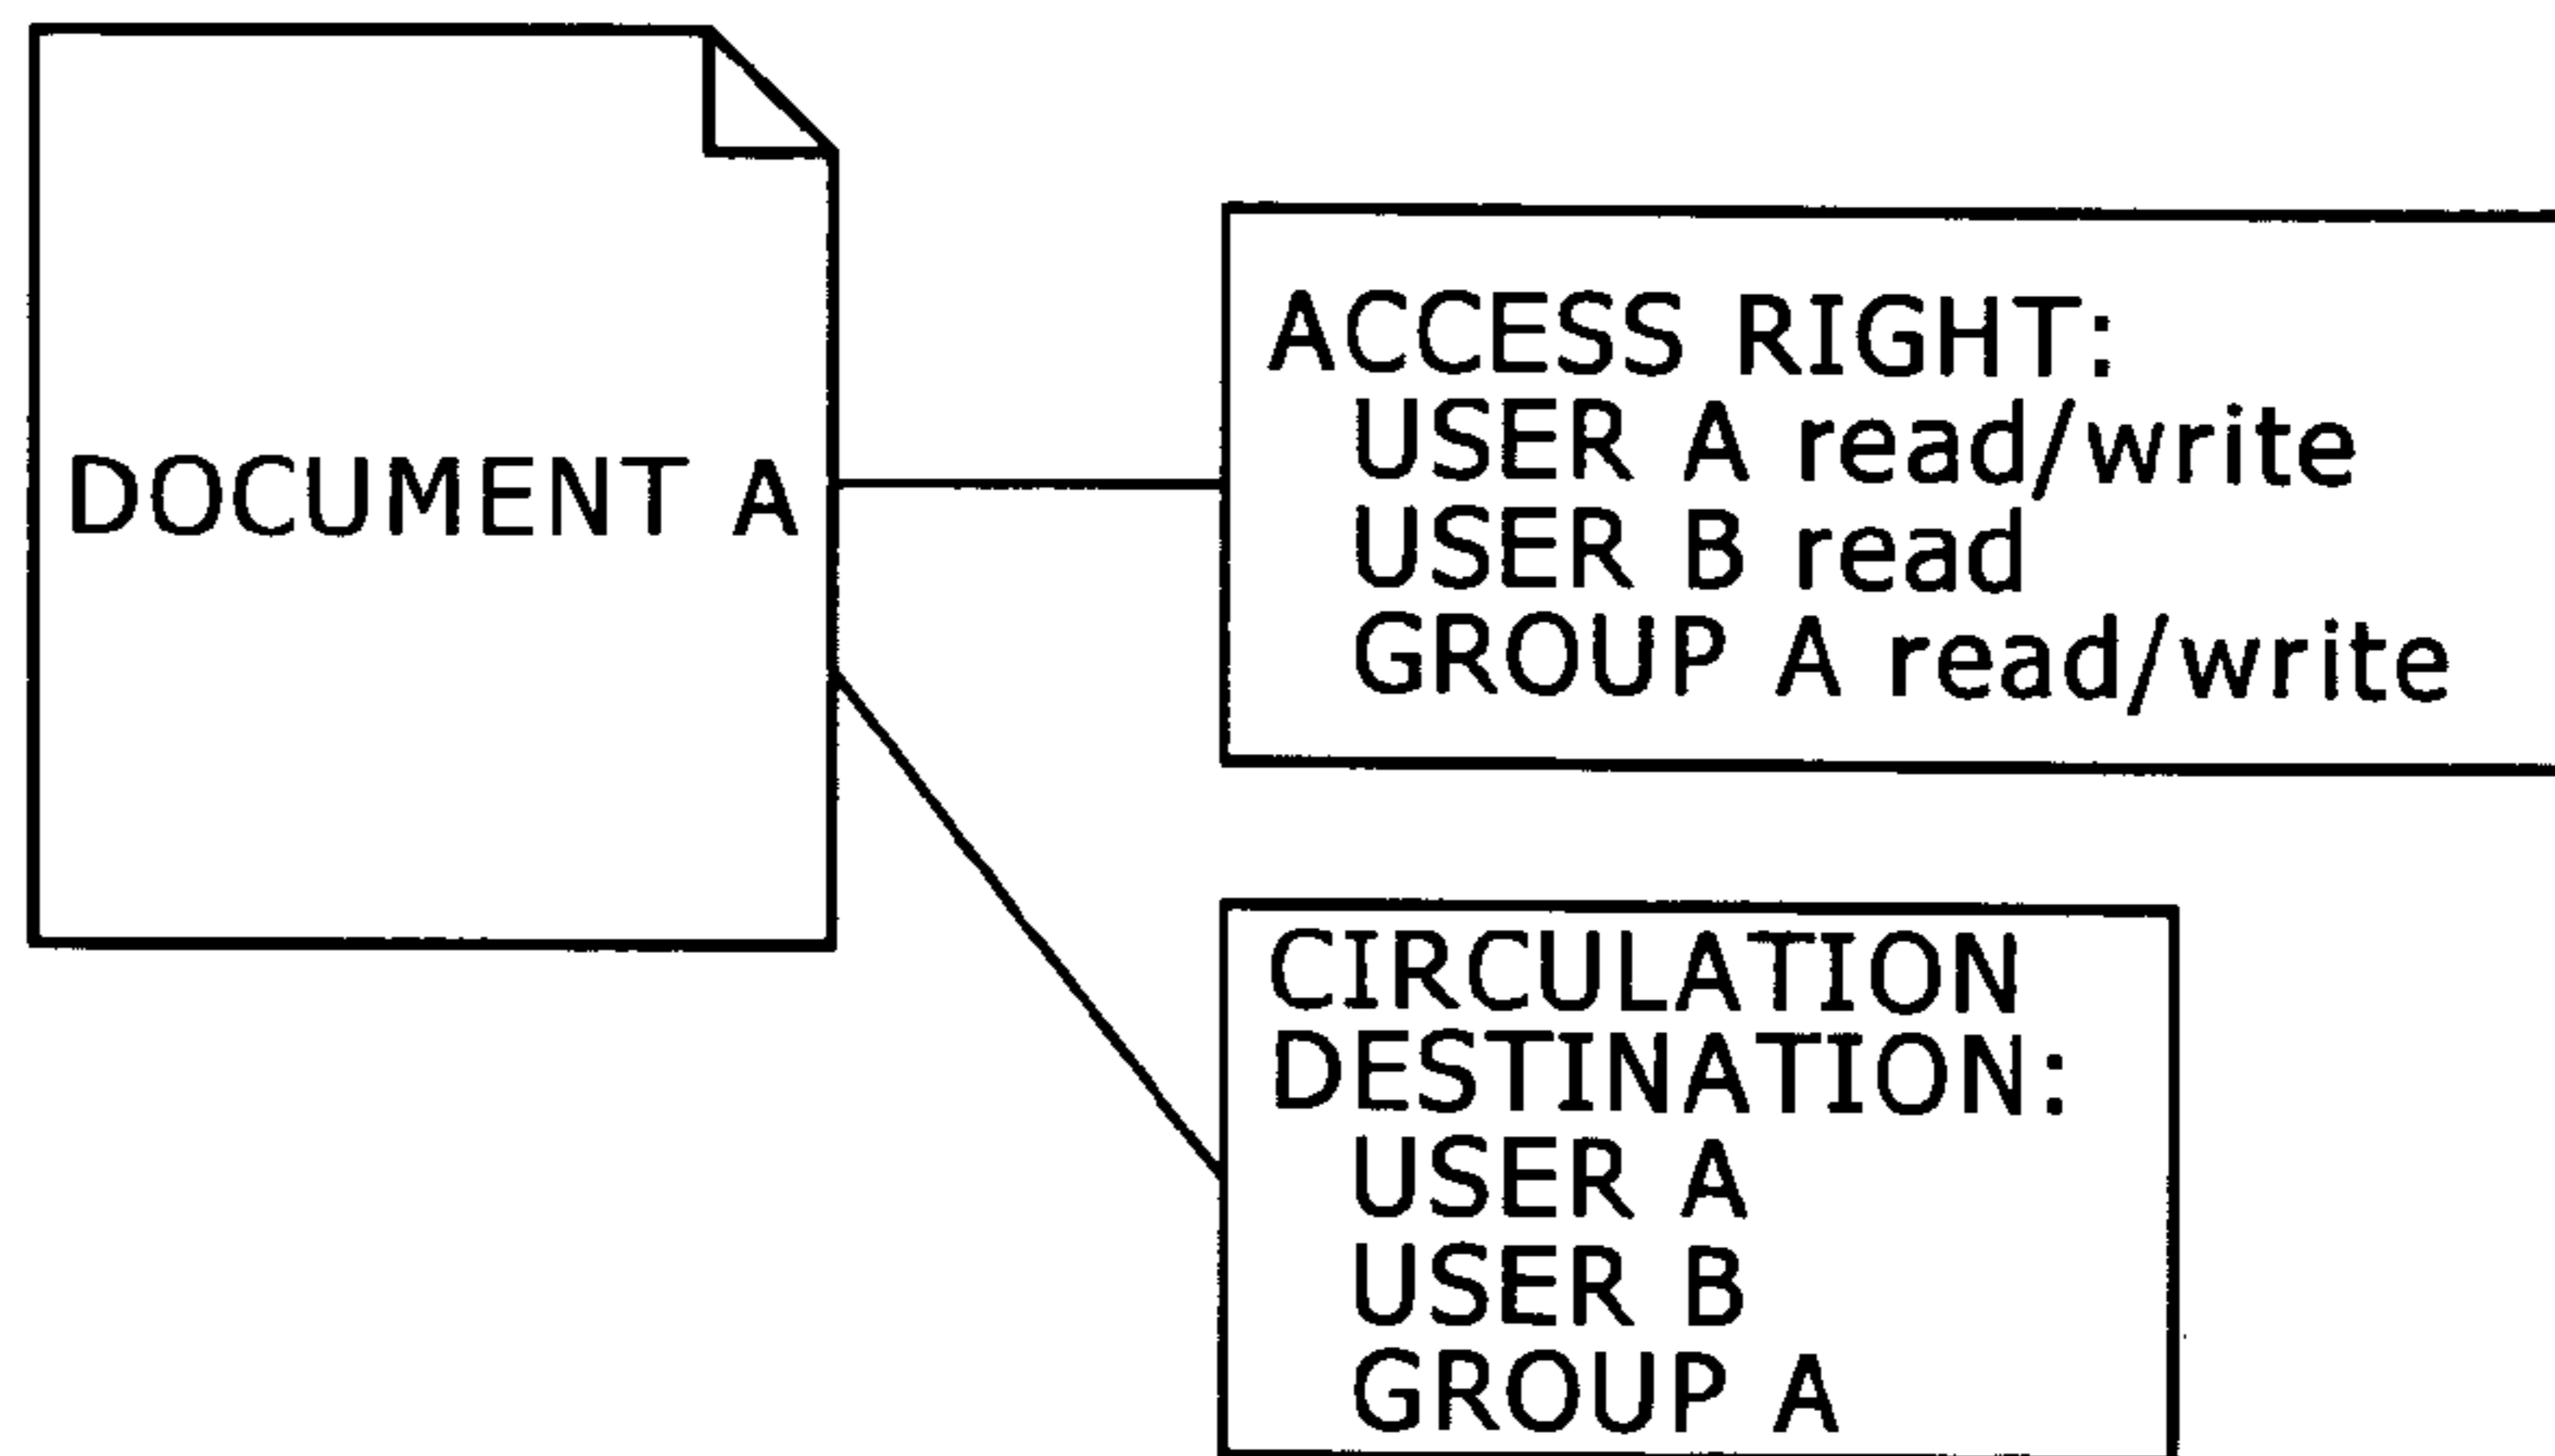 DOCUMENT A
ACCESS RIGHT:
USER A read/write
USER B read
GROUP A read/write
CIRCULATION
DESTINATION:
USER A
USER B
GROUP A